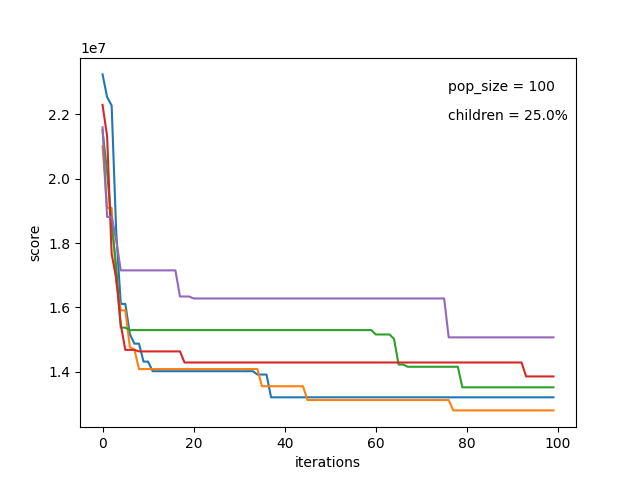 1e7
pop_size = 100
children = 25.0%
2.2
2.0
1.8
1.6
1.4
score
0 20 40 60 80 100
iterations